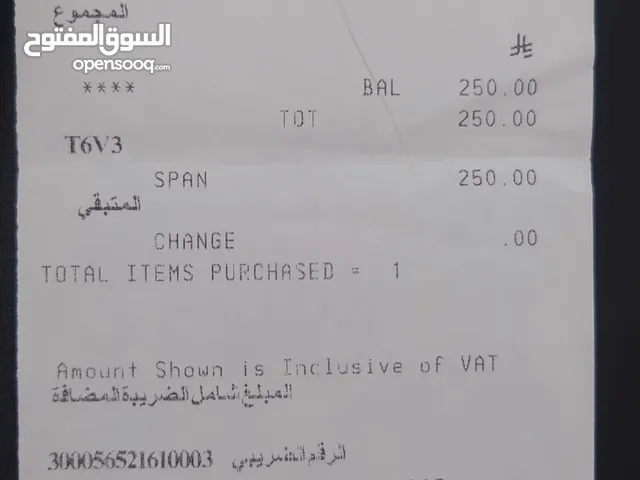 المجموع
السوق المفتوح
opensooq.com
**** BAL 250.00
TOT 250.00
T6V3
SPAN 250.00
المتبقي
CHANGE .00
TOTAL ITEMS PURCHASED = 1
Amount Shown is Inclusive of VAT
المبلغ شامل الضريبة المضافة
300056521610003 الرقم الضريبي